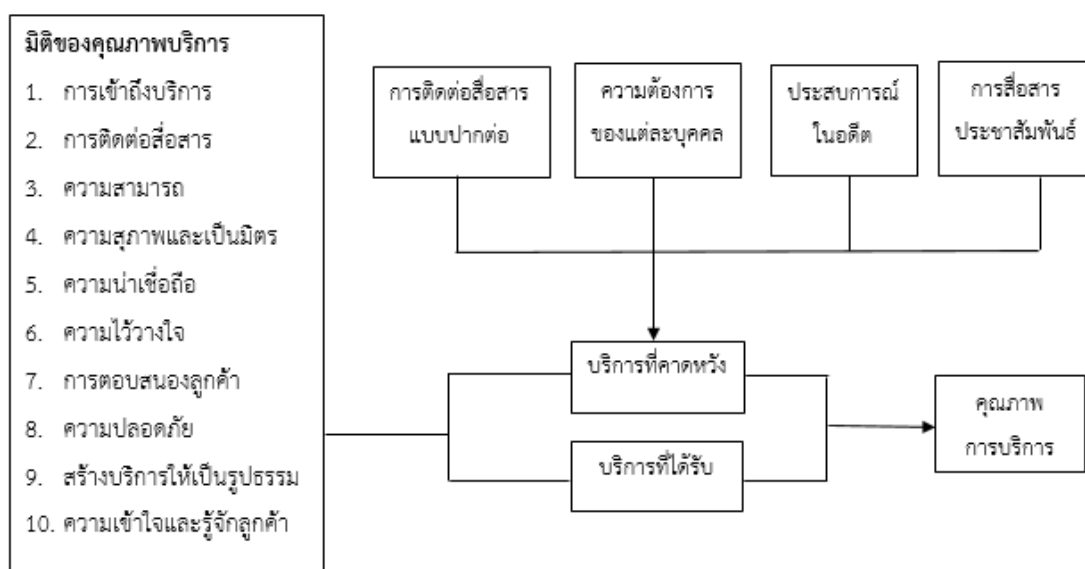 มิติของคุณภาพบริการ
1. การเข้าถึงบริการ
2. การติดต่อสื่อสาร
3. ความสามารถ
4. ความสุภาพและเป็นมิตร
5. ความน่าเชื่อถือ
6. ความไว้วางใจ
7. การตอบสนองลูกค้า
8. ความปลอดภัย
9. สร้างบริการให้เป็นรูปธรรม
10. ความเข้าใจและรู้จักลูกค้า
การติดต่อสื่อสาร
แบบปากต่อ
ความต้องการ
ของแต่ละบุคคล
ประสบการณ์
ในอดีต
การสื่อสาร
ประชาสัมพันธ์
บริการที่คาดหวัง
บริการที่ได้รับ
คุณภาพ
การบริการ